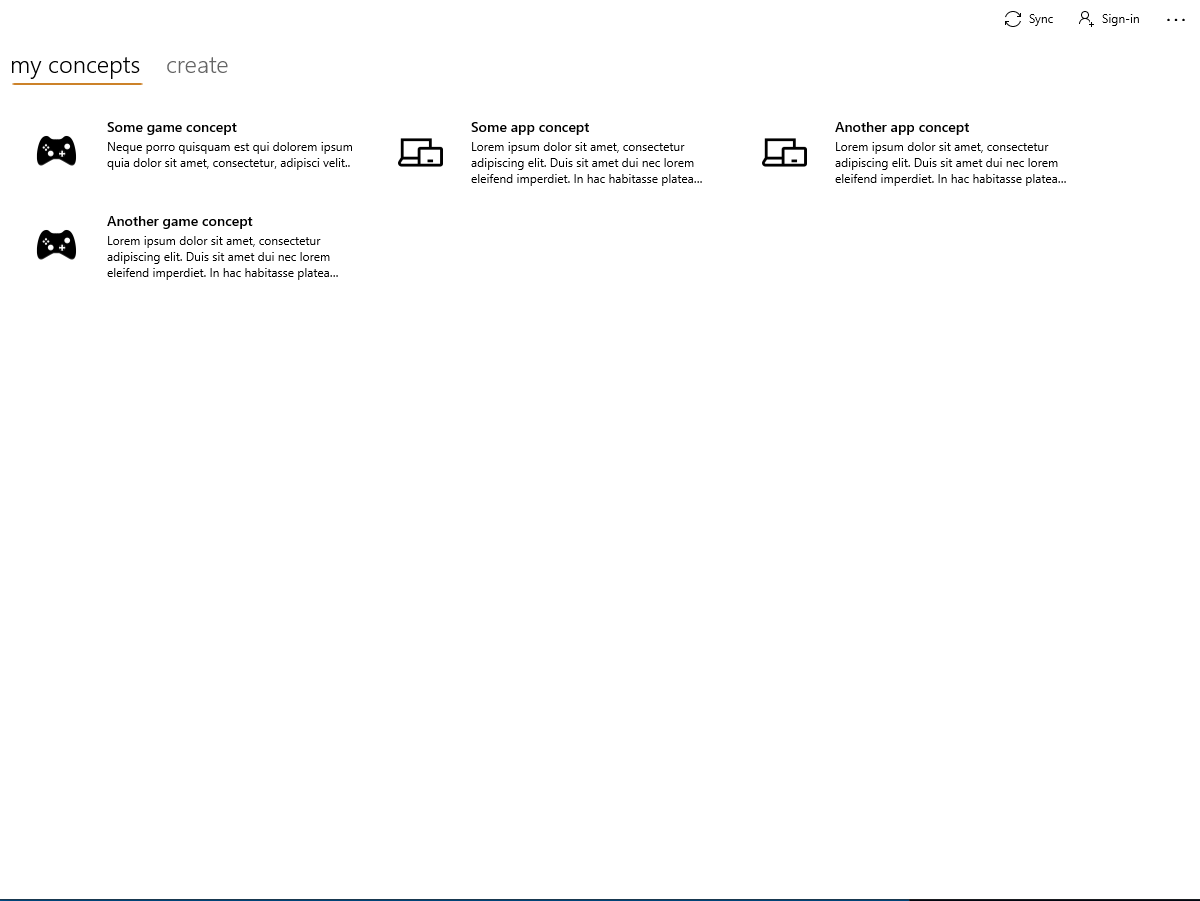 Sync
Sign-in
my concepts
create
Some game concept
Neque porro quisquam est qui dolorem ipsum
quia dolor sit amet, consectetur, adipisci velit..
Some app concept
Lorem ipsum dolor sit amet, consectetur
adipiscing elit. Duis sit amet dui nec lorem
eleifend imperdiet. In hac habitasse platea...
Another app concept
Lorem ipsum dolor sit amet, consectetur
adipiscing elit. Duis sit amet dui nec lorem
eleifend imperdiet. In hac habitasse platea...
Another game concept
Lorem ipsum dolor sit amet, consectetur
adipiscing elit. Duis sit amet dui nec lorem
eleifend imperdiet. In hac habitasse platea...